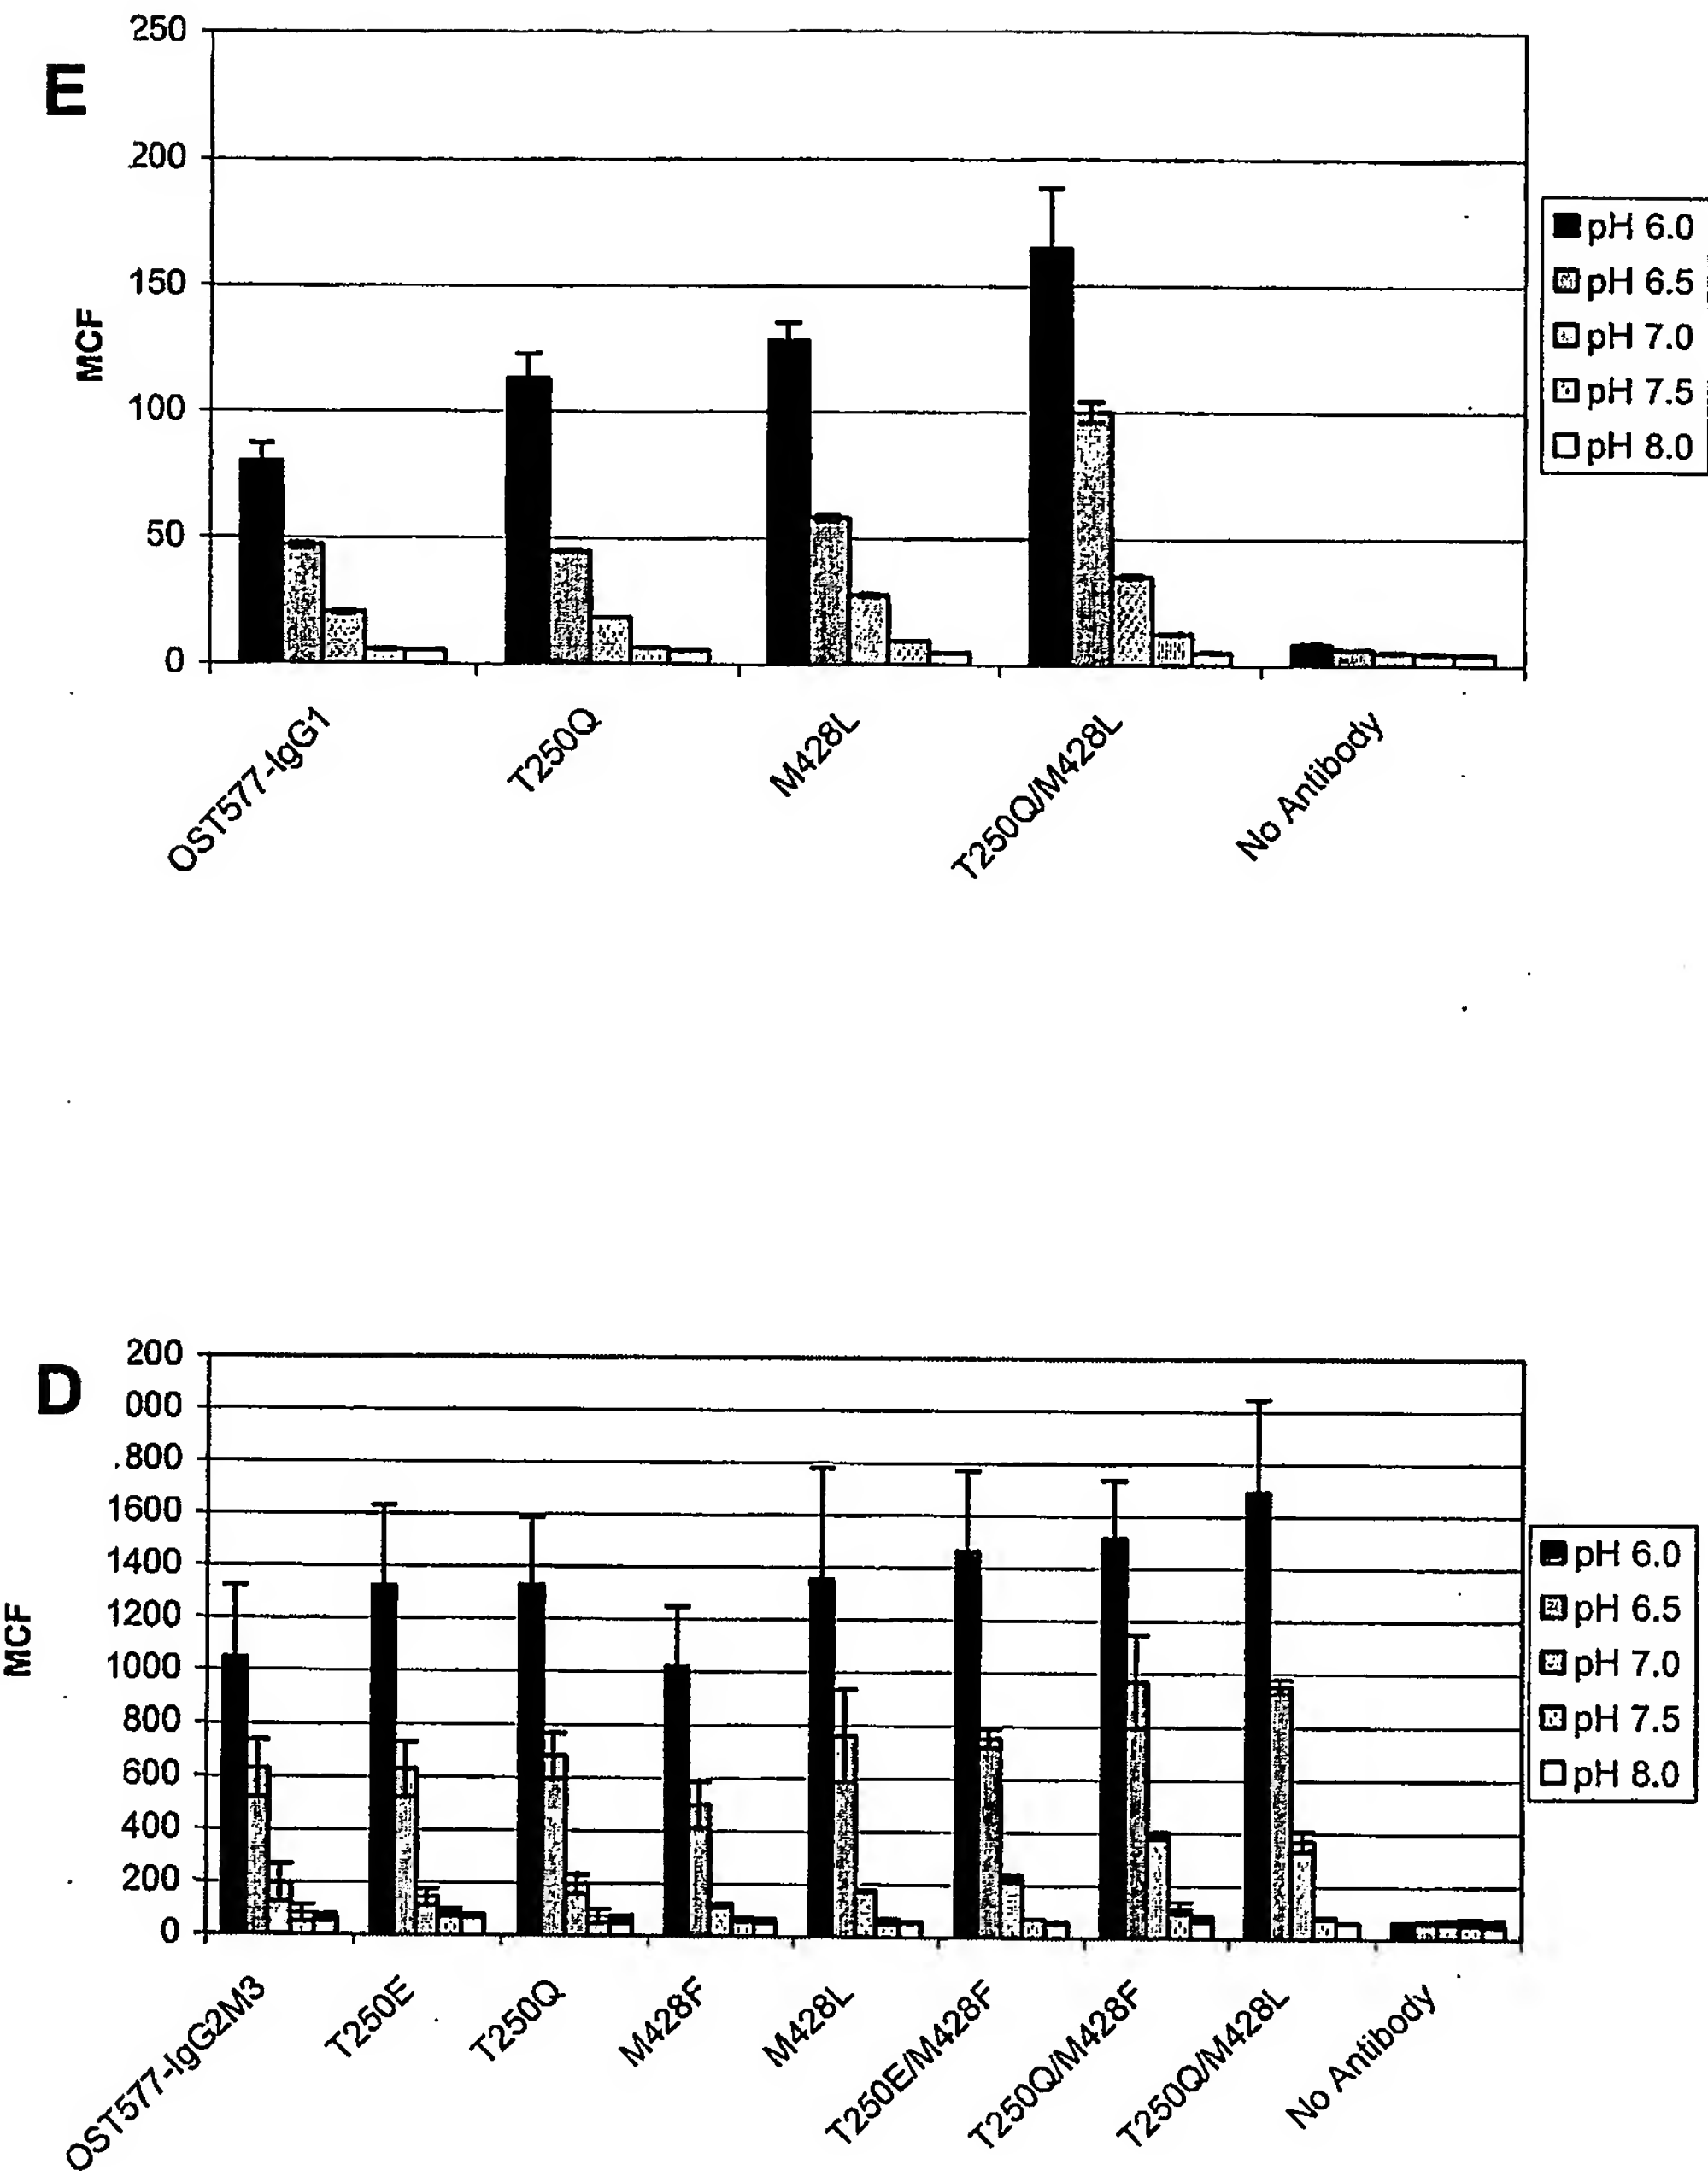 E
MCF
250
200
150
100
50
0
pH 6.0
pH 6.5
pH 7.0
pH 7.5
pH 8.0
OST577-IgG1
T250Q
M428L
T250Q/M428L
No Antibody
D
MCF
200
000
.800
1600
1400
1200
1000
800
600
400
200
0
pH 6.0
pH 6.5
pH 7.0
pH 7.5
pH 8.0
OST577-IgG2M3
T250E
T250Q
M428F
M428L
T250E/M428F
T250Q/M428F
T250Q/M428L
No Antibody